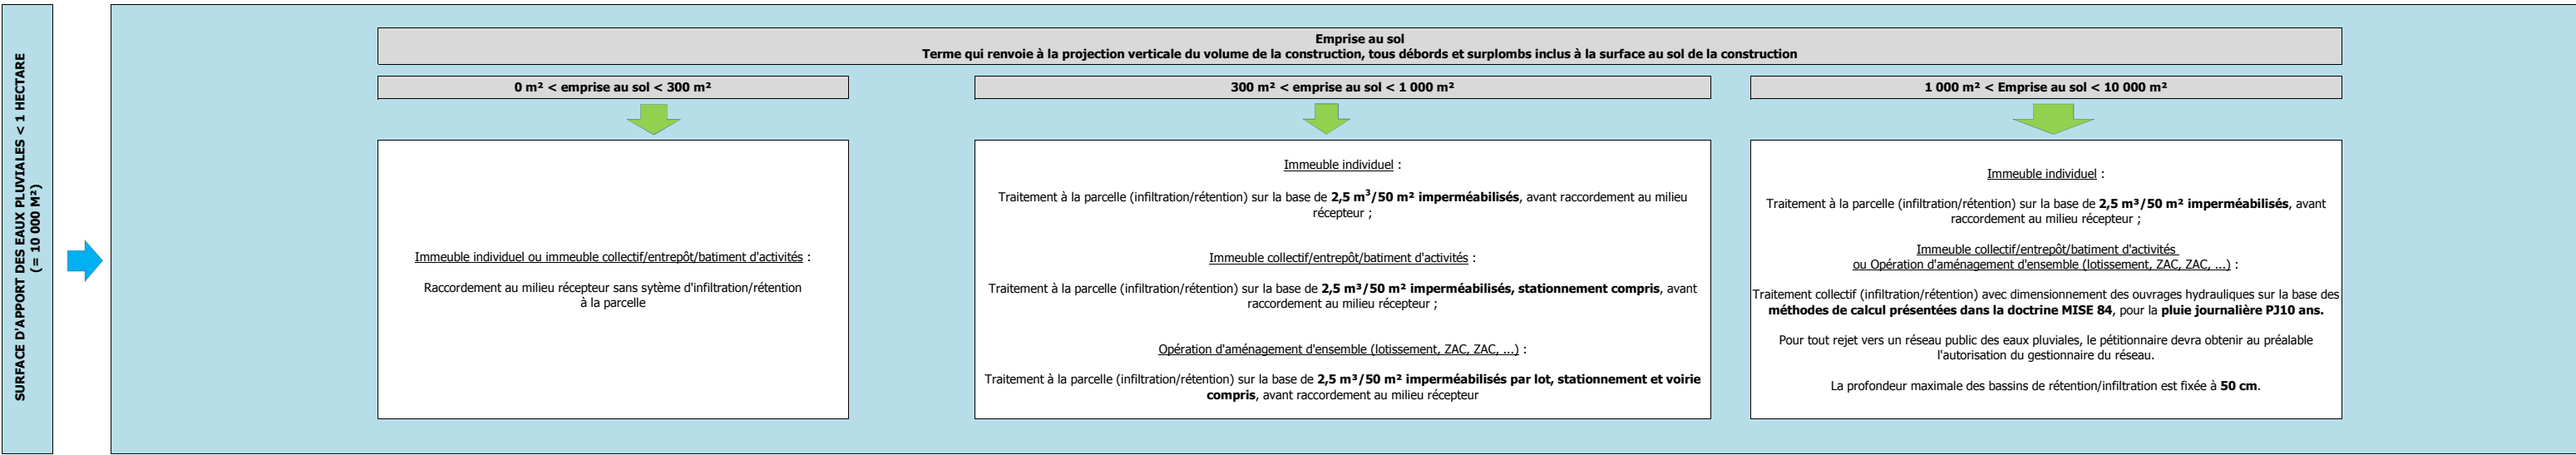 SURFACE D'APPORT DES EAUX PLUVIALES < 1 HECTARE
(= 10 000 M²)
Emprise au sol
Terme qui renvoie à la projection verticale du volume de la construction, tous débords et surplombs inclus à la surface au sol de la construction
0 m² < emprise au sol < 300 m²
Immeuble individuel ou immeuble collectif/entrepôt/batiment d'activités :
Raccordement au milieu récepteur sans sytème d'infiltration/rétention
à la parcelle
300 m² < emprise au sol < 1 000 m²
Immeuble individuel :
Traitement à la parcelle (infiltration/rétention) sur la base de 2,5 m³/50 m² imperméabilisés, avant raccordement au milieu
récepteur ;
Immeuble collectif/entrepôt/batiment d'activités :
Traitement à la parcelle (infiltration/rétention) sur la base de 2,5 m³/50 m² imperméabilisés, stationnement compris, avant
raccordement au milieu récepteur ;
Opération d'aménagement d'ensemble (lotissement, ZAC, ZAC, ...) :
Traitement à la parcelle (infiltration/rétention) sur la base de 2,5 m³/50 m² imperméabilisés par lot, stationnement et voirie
compris, avant raccordement au milieu récepteur
1 000 m² < Emprise au sol < 10 000 m²
Immeuble individuel :
Traitement à la parcelle (infiltration/rétention) sur la base de 2,5 m³/50 m² imperméabilisés, avant
raccordement au milieu récepteur ;
Immeuble collectif/entrepôt/batiment d'activités
ou Opération d'aménagement d'ensemble (lotissement, ZAC, ZAC, ...) :
Traitement collectif (infiltration/rétention) avec dimensionnement des ouvrages hydrauliques sur la base des
méthodes de calcul présentées dans la doctrine MISE 84, pour la pluie journalière PJ10 ans.
Pour tout rejet vers un réseau public des eaux pluviales, le pétitionnaire devra obtenir au préalable
l'autorisation du gestionnaire du réseau.
La profondeur maximale des bassins de rétention/infiltration est fixée à 50 cm.